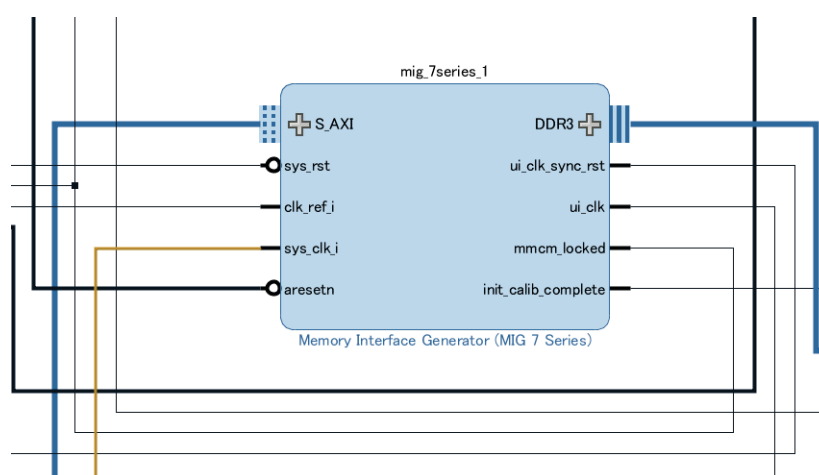 mig_7series_1
S_AXI
DDR3
sys_rst
ui_clk_sync_rst
clk_ref_i
ui_clk
sys_clk_i
mmcm_locked
aresetn
init_calib_complete
Memory Interface Generator (MIG 7 Series)